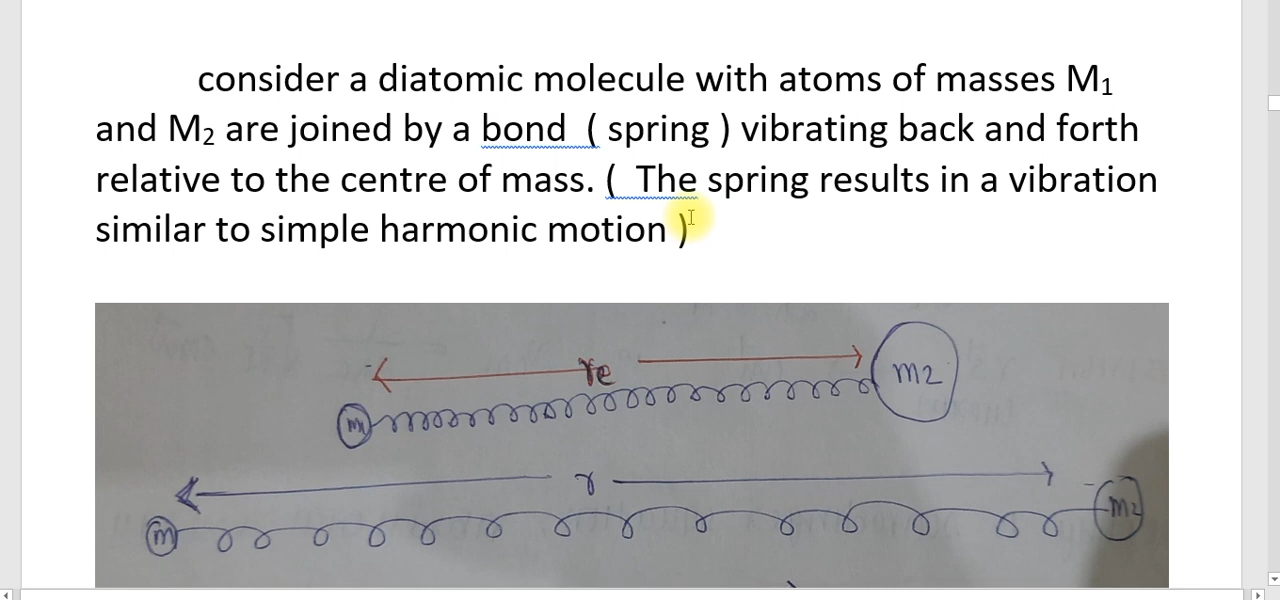 consider a diatomic molecule with atoms of masses M₁
and M₂ are joined by a bond ( spring ) vibrating back and forth
relative to the centre of mass. ( The spring results in a vibration
similar to simple harmonic motion )
re
m2
m1
r
m
m2